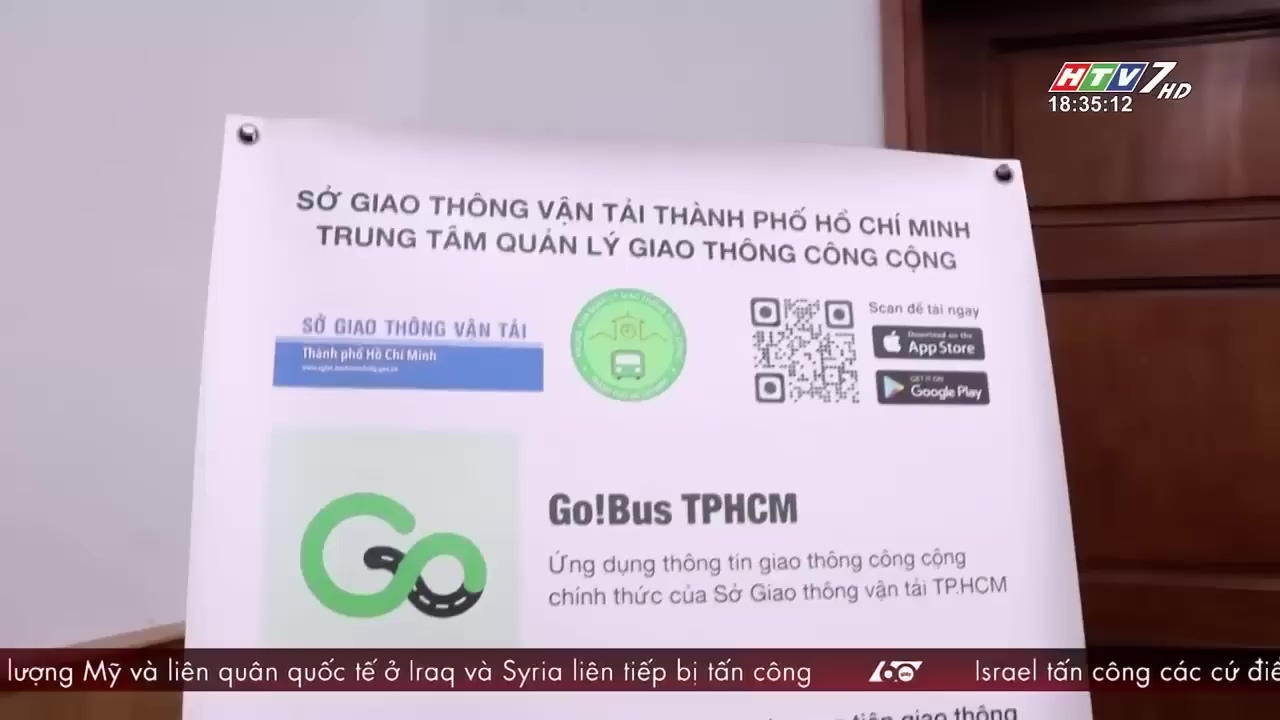 HTV7 HD
18:35:12
SỞ GIAO THÔNG VẬN TẢI THÀNH PHỐ HỒ CHÍ MINH
TRUNG TÂM QUẢN LÝ GIAO THÔNG CÔNG CỘNG
SỞ GIAO THÔNG VẬN TẢI
Thành phố Hồ Chí Minh
Scan để tải ngay
Download on the
App Store
GET IT ON
Google Play
Go
Go!Bus TPHCM
Ứng dụng thông tin giao thông công cộng
chính thức của Sở Giao thông vận tải TP.HCM
lượng Mỹ và liên quân quốc tế ở Iraq và Syria liên tiếp bị tấn công
60 giây
Israel tấn công các cứ
giao thông